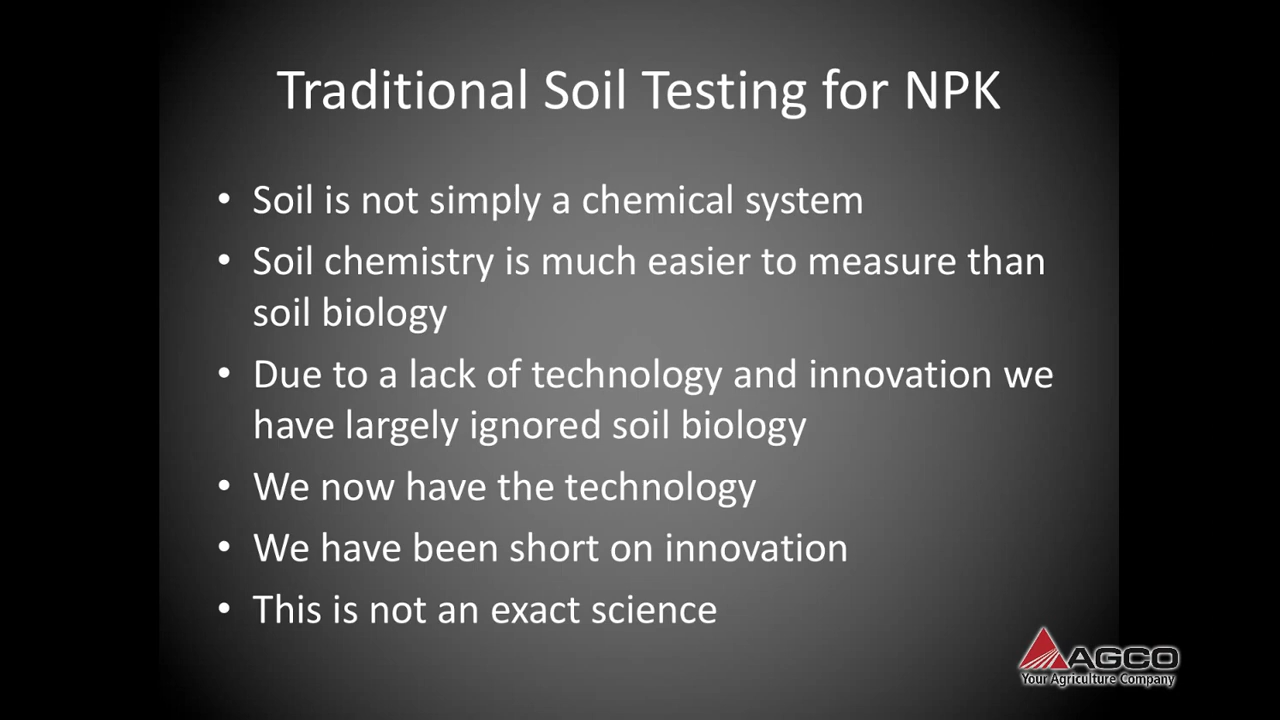 Traditional Soil Testing for NPK
• Soil is not simply a chemical system
• Soil chemistry is much easier to measure than
soil biology
• Due to a lack of technology and innovation we
have largely ignored soil biology
• We now have the technology
• We have been short on innovation
• This is not an exact science
AGCO
Your Agriculture Company